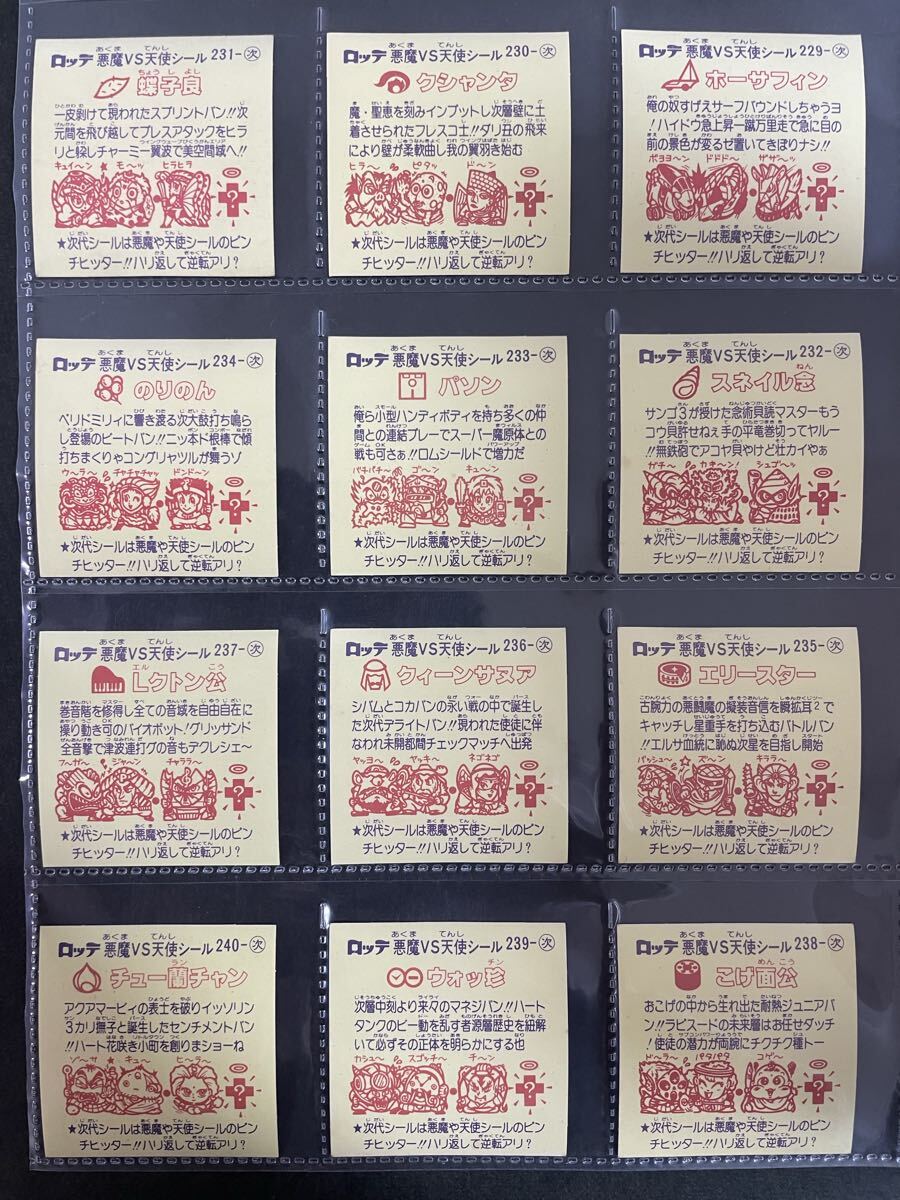 ロッテ 悪魔VS天使シール 231-次
蝶子良
一皮剝けて現われたスプリントバン!!次
元間を飛び越してプレスアタックをヒラ
リと躱しチャーミー翼波で美空間域へ!!
キュイ〜ン モ〜ッ ヒラヒラ
?
★次代シールは悪魔や天使シールのピン
チヒッター!!ハリ返して逆転アリ?
ロッテ 悪魔VS天使シール 230-次
クシャンタ
魔・聖恵を刻みインプットし次層壁に土
着させられたフレスコ士!!ダリ丑の飛来
により壁が柔軟曲し我の翼羽き始む
ヒラ〜 ピタッ ド〜ン
?
★次代シールは悪魔や天使シールのピン
チヒッター!!ハリ返して逆転アリ?
ロッテ 悪魔VS天使シール 229-次
ホーサフィン
俺の奴すげえサーフバウンドしちゃうヨ
!ハイドウ急上昇一蹴万里走で急に目の
前の景色が変るゼ置いてきぼりナシ!!
ポヨヨ〜ン ドドド〜 ザザ〜ッ
?
★次代シールは悪魔や天使シールのピン
チヒッター!!ハリ返して逆転アリ?
ロッテ 悪魔VS天使シール 234-次
のりのん
ペリドミリィに響き渡る次大鼓打ち鳴ら
し登場のビートバン!!ニッ本ド根棒で傾
打ちまくりゃコングリャツルが舞うゾ
ウ〜ラ〜 チャチャチャッ ドンド〜ン
?
★次代シールは悪魔や天使シールのピン
チヒッター!!ハリ返して逆転アリ?
ロッテ 悪魔VS天使シール 233-次
パソン
俺ら小型ハンディボディを持ち多くの仲
間との連結プレーでスーパー魔原体との
戦も可さぁ!!ロムシールドで増力だ
パチパチ〜 ゴ〜ン キュ〜ン
?
★次代シールは悪魔や天使シールのピン
チヒッター!!ハリ返して逆転アリ?
ロッテ 悪魔VS天使シール 232-次
スネイル念
サンゴ3が受けた念術貝読マスターもう
コウ貝許せねぇ手の平竜巻切ってヤルー
!!無鉄砲でアコヤ貝やけど壮カイやぁ
ガチ〜 カキ〜ン! シュゴ〜ッ
?
★次代シールは悪魔や天使シールのピン
チヒッター!!ハリ返して逆転アリ?
ロッテ 悪魔VS天使シール 237-次
Lクトン公
巻音階を修得し全ての音域を自由自在に
操り動き可のバイオボット!グリッサンド
全音撃で津波連打グの音もデクレシェ〜
フ〜ガ〜 ジャ〜ン チャララ〜
?
★次代シールは悪魔や天使シールのピン
チヒッター!!ハリ返して逆転アリ?
ロッテ 悪魔VS天使シール 236-次
クィーンサヌア
シバムとコカバンの永い戦の中で誕生し
た次代デライトバン!!現われた使徒に伴
なわれ未開都間チェックマッチへ出発
ヤッヨ〜 ヤッキ〜 ネゴネゴ
?
★次代シールは悪魔や天使シールのピン
チヒッター!!ハリ返して逆転アリ?
ロッテ 悪魔VS天使シール 235-次
エリースター
古腕力の悪闘魔の擬装音信を瞬拡耳2で
キャッチし星重手を打ち込むバトルバン
!!エルサ血統に恥ぬ次星を目指し開始
パッシュ〜 ズ〜ン キララ〜
?
★次代シールは悪魔や天使シールのピン
チヒッター!!ハリ返して逆転アリ?
ロッテ 悪魔VS天使シール 240-次
チュー蘭チャン
アクアマービィの表士を破りイッソリン
3カリ撫子と誕生したセンチメントバン
!!ハート花咲き小町を創りまショーね
ゾ〜サ キュ〜 ヒ〜ラ〜
?
★次代シールは悪魔や天使シールのピン
チヒッター!!ハリ返して逆転アリ?
ロッテ 悪魔VS天使シール 239-次
ウォッ珍
次層中刻より来々のマネジバン!!ハート
タンクのビー動を乱す者源層歴史を紐解
いて必ずその正体を明らかにする也
カシュ〜 スゴッチ〜 チ〜ン
?
★次代シールは悪魔や天使シールのピン
チヒッター!!ハリ返して逆転アリ?
ロッテ 悪魔VS天使シール 238-次
こげ面公
おこげの中から生れ出た耐熱ジュニアバ
ン!!ラピスードの未来層はお任せダッチ
!使徒の潜力が両腕にチクチク種トー
ド〜ラ〜 パタパタ コゲ〜
?
★次代シールは悪魔や天使シールのピン
チヒッター!!ハリ返して逆転アリ?